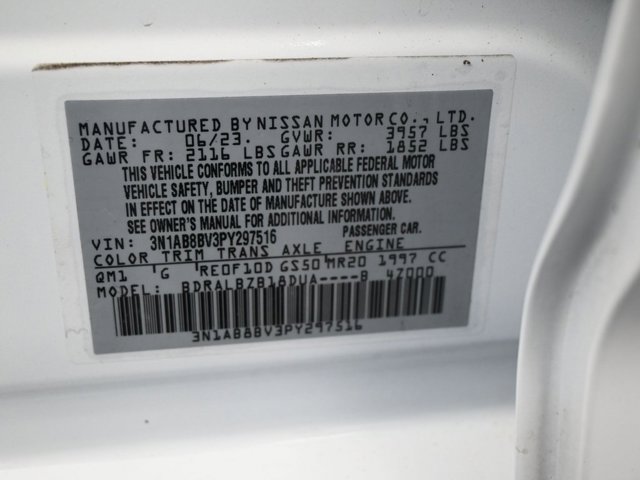 MANUFACTURED BY NISSAN MOTOR CO., LTD.
DATE: 06/23. GVWR: 3957 LBS
GAWR FR: 2116 LBS GAWR RR: 1852 LBS
THIS VEHICLE CONFORMS TO ALL APPLICABLE FEDERAL MOTOR
VEHICLE SAFETY, BUMPER AND THEFT PREVENTION STANDARDS
IN EFFECT ON THE DATE OF MANUFACTURE SHOWN ABOVE.
SEE OWNER'S MANUAL FOR ADDITIONAL INFORMATION.
VIN: 3N1AB8BV3PY297516 PASSENGER CAR.
COLOR TRIM TRANS AXLE ENGINE
QM1 'G 'RE0F10D GS50'MR20 1997 CC
MODEL: BDRALBZB18DUA----B 4Z000
3N1AB8BV3PY297516